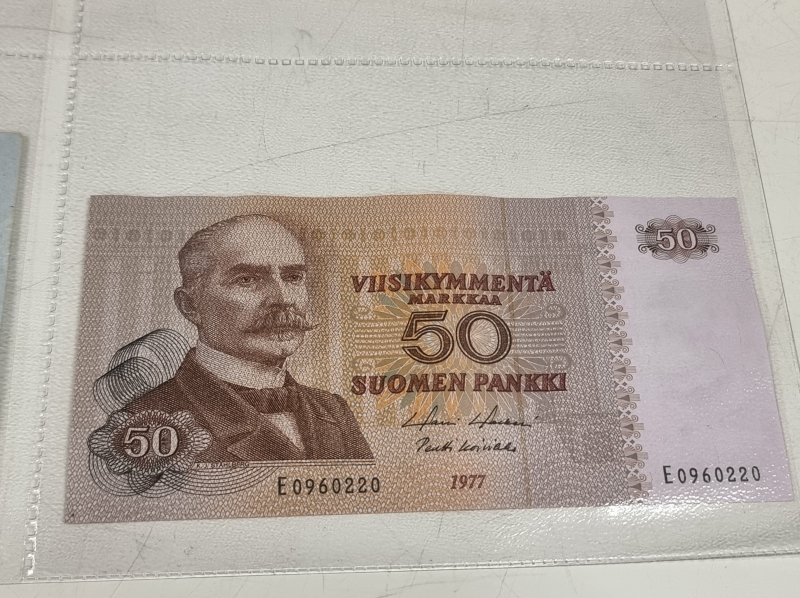 50
VIISIKYMMENTÄ
MARKKAA
50
SUOMEN PANKKI
50
E0960220
1977
E0960220